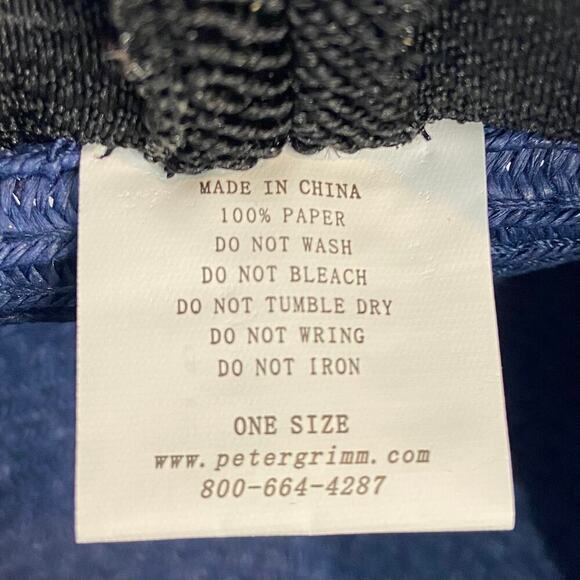 MADE IN CHINA
100% PAPER
DO NOT WASH
DO NOT BLEACH
DO NOT TUMBLE DRY
DO NOT WRING
DO NOT IRON
ONE SIZE
www.petergrimm.com
800-664-4287